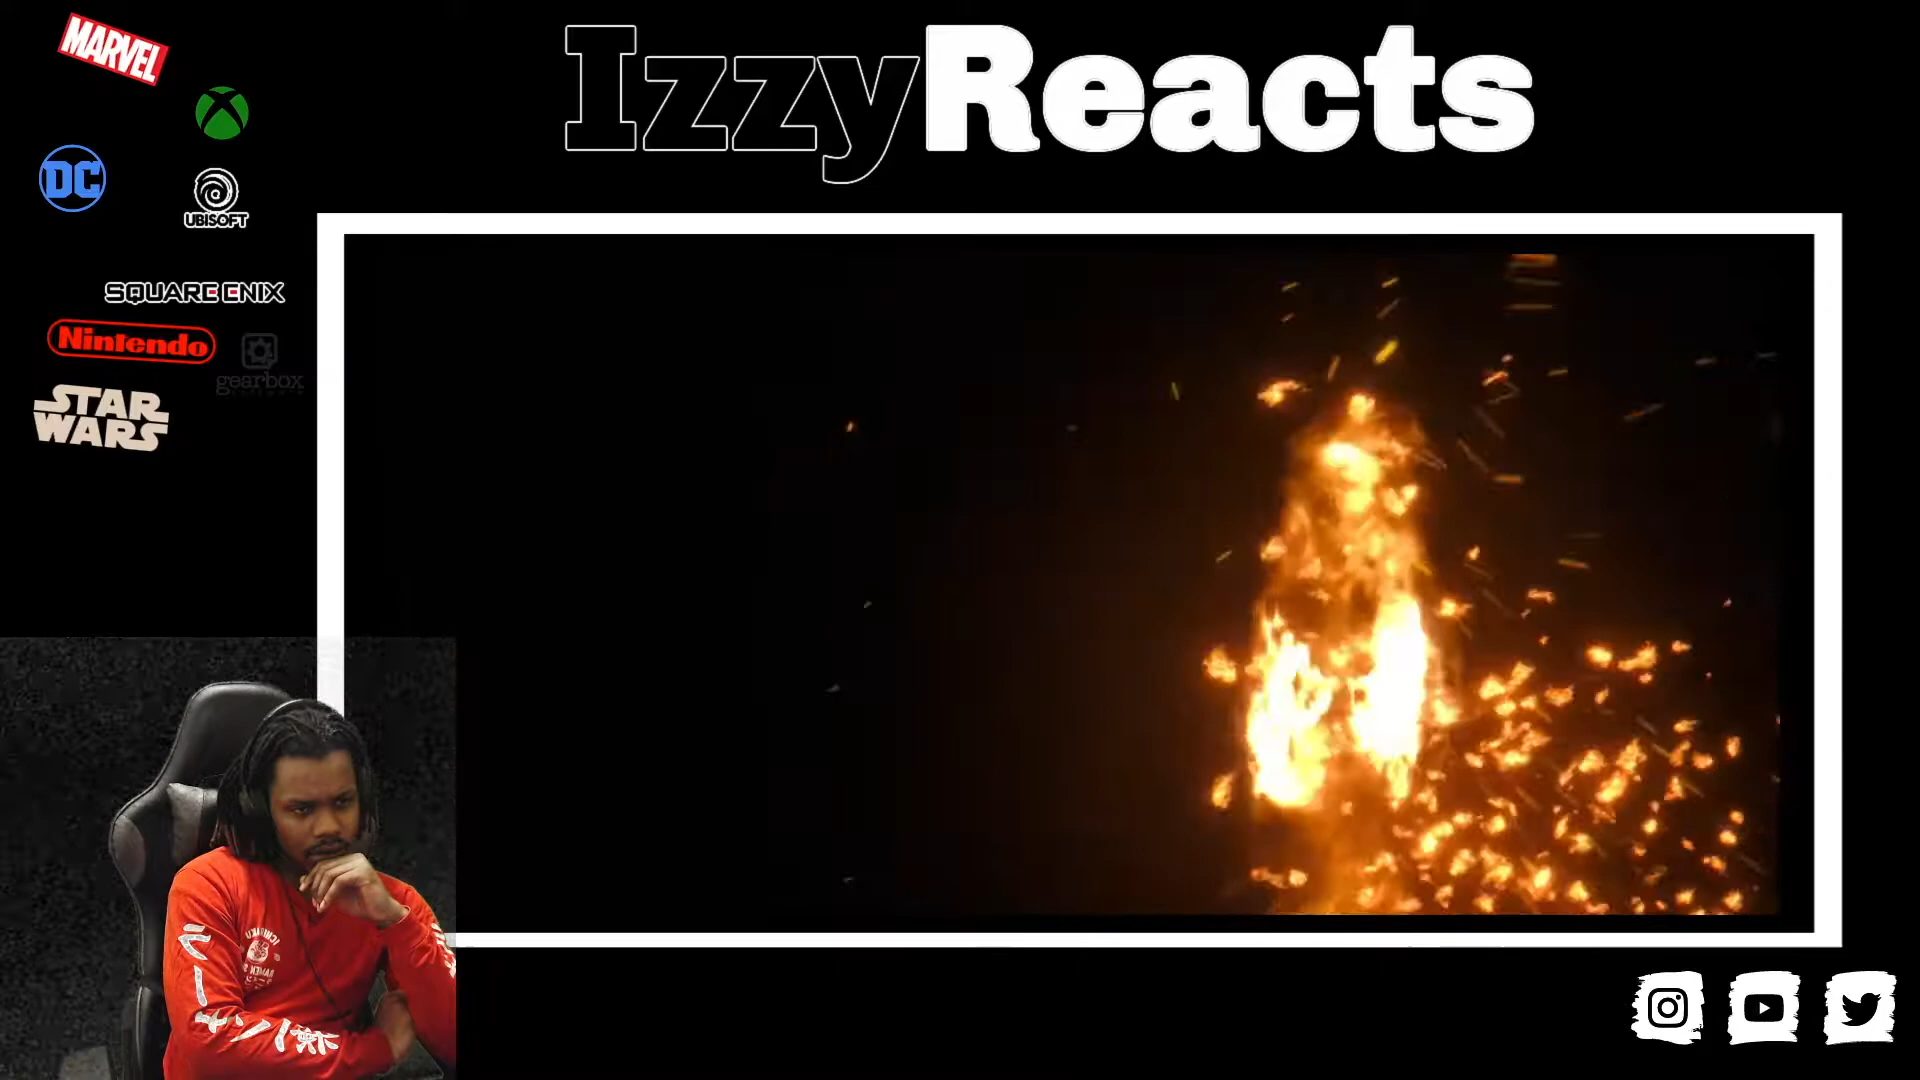 IzzyReacts
MARVEL
DC
UBISOFT
SQUARE ENIX
Nintendo
gearbox
STAR
WARS